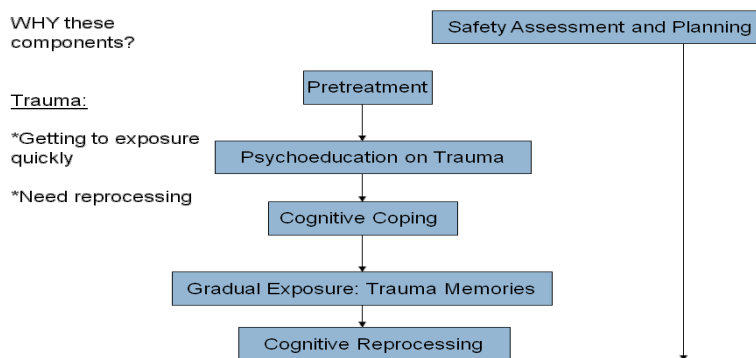 WHY these
components?
Safety Assessment and Planning
Pretreatment
Trauma:
*Getting to exposure
quickly
Psychoeducation on Trauma
*Need reprocessing
Cognitive Coping
Gradual Exposure: Trauma Memories
Cognitive Reprocessing